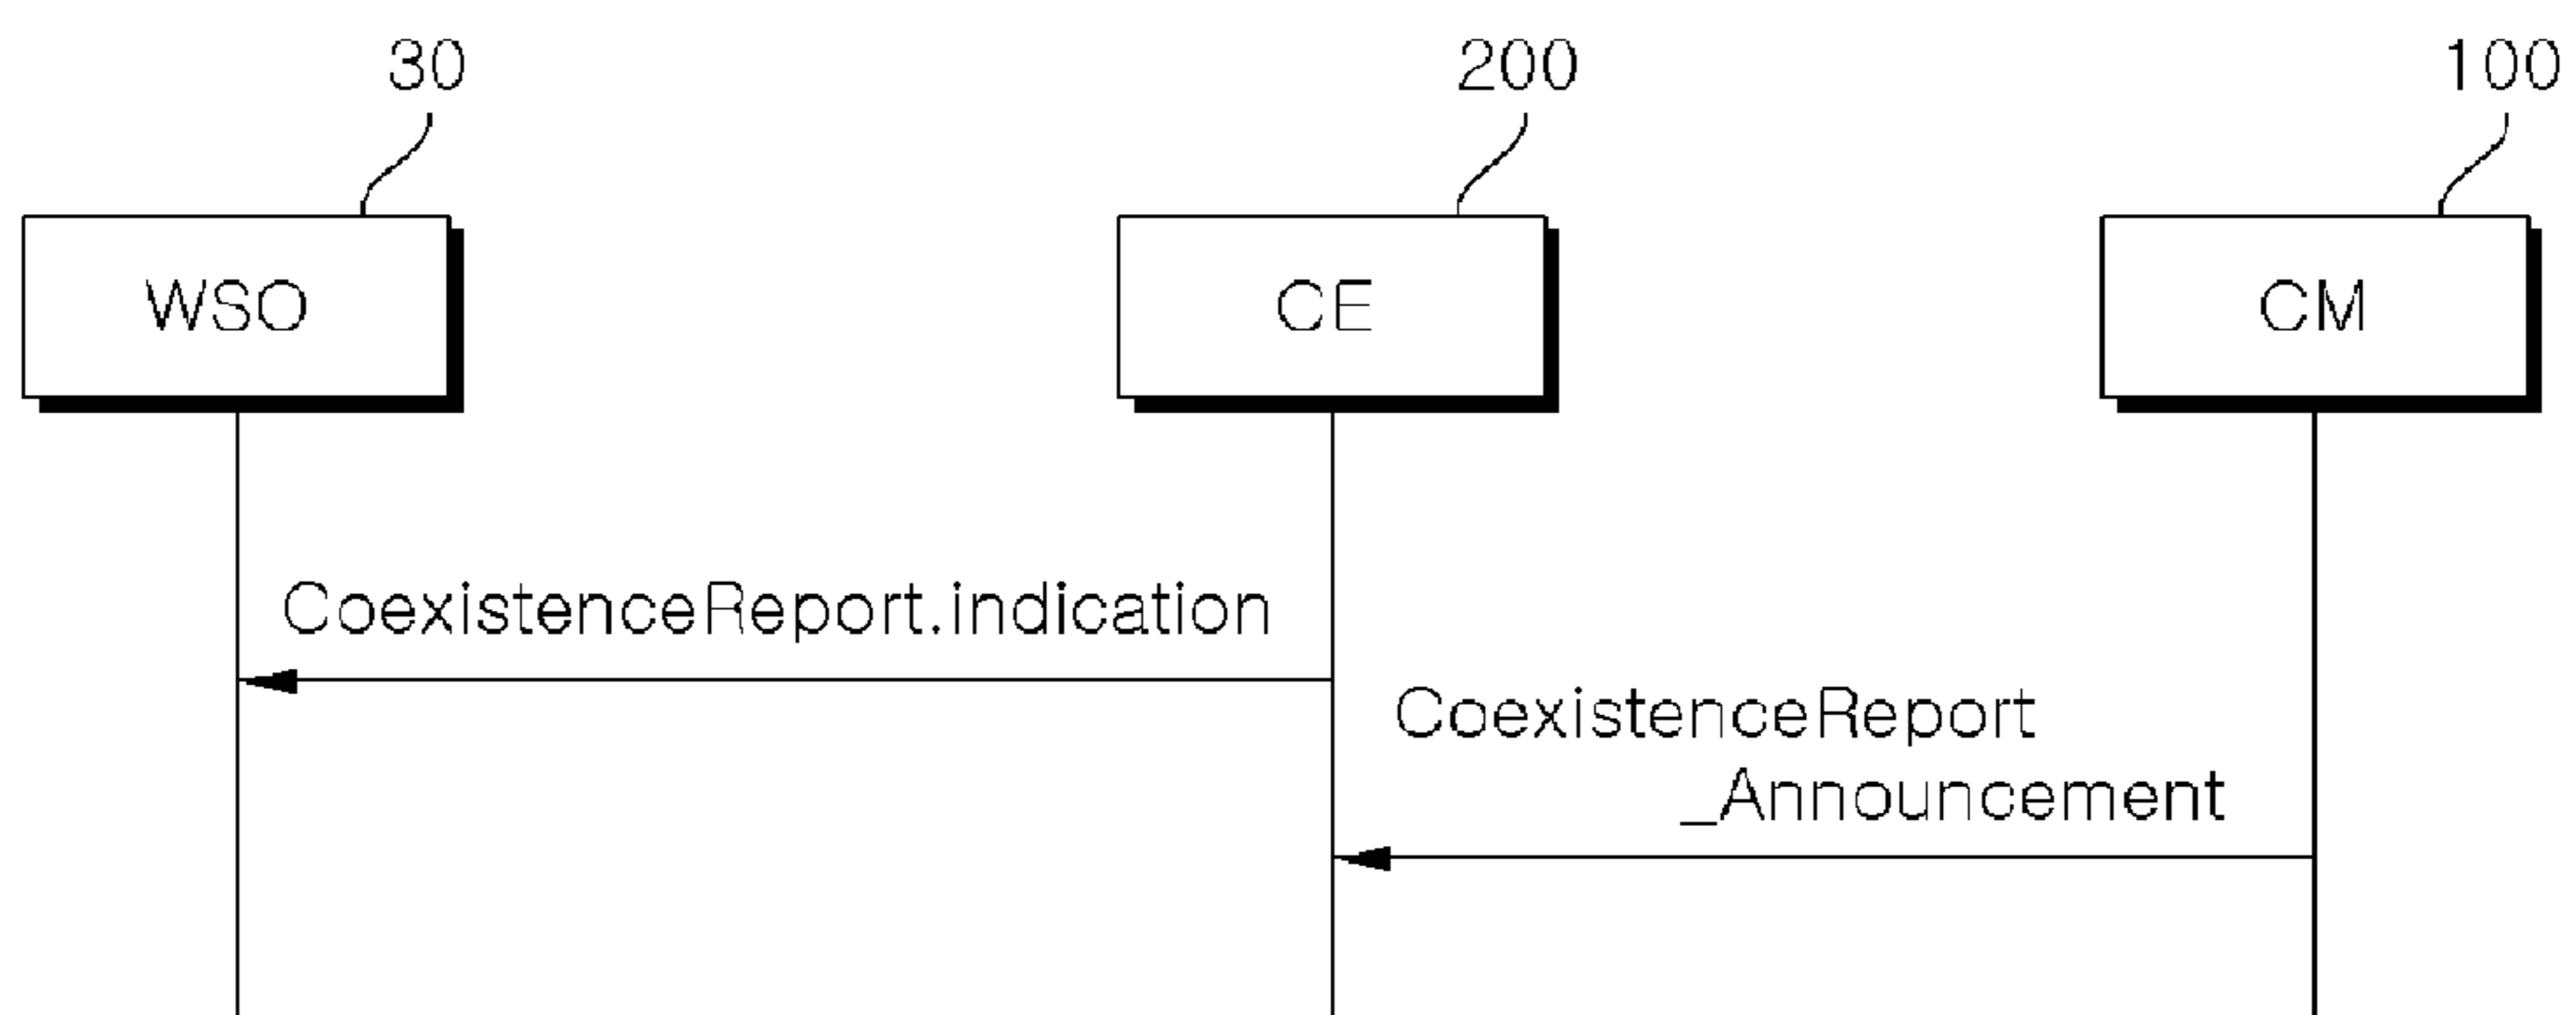 30
200
100
WSO
CE
CM
CoexistenceReport.indication
CoexistenceReport
_Announcement